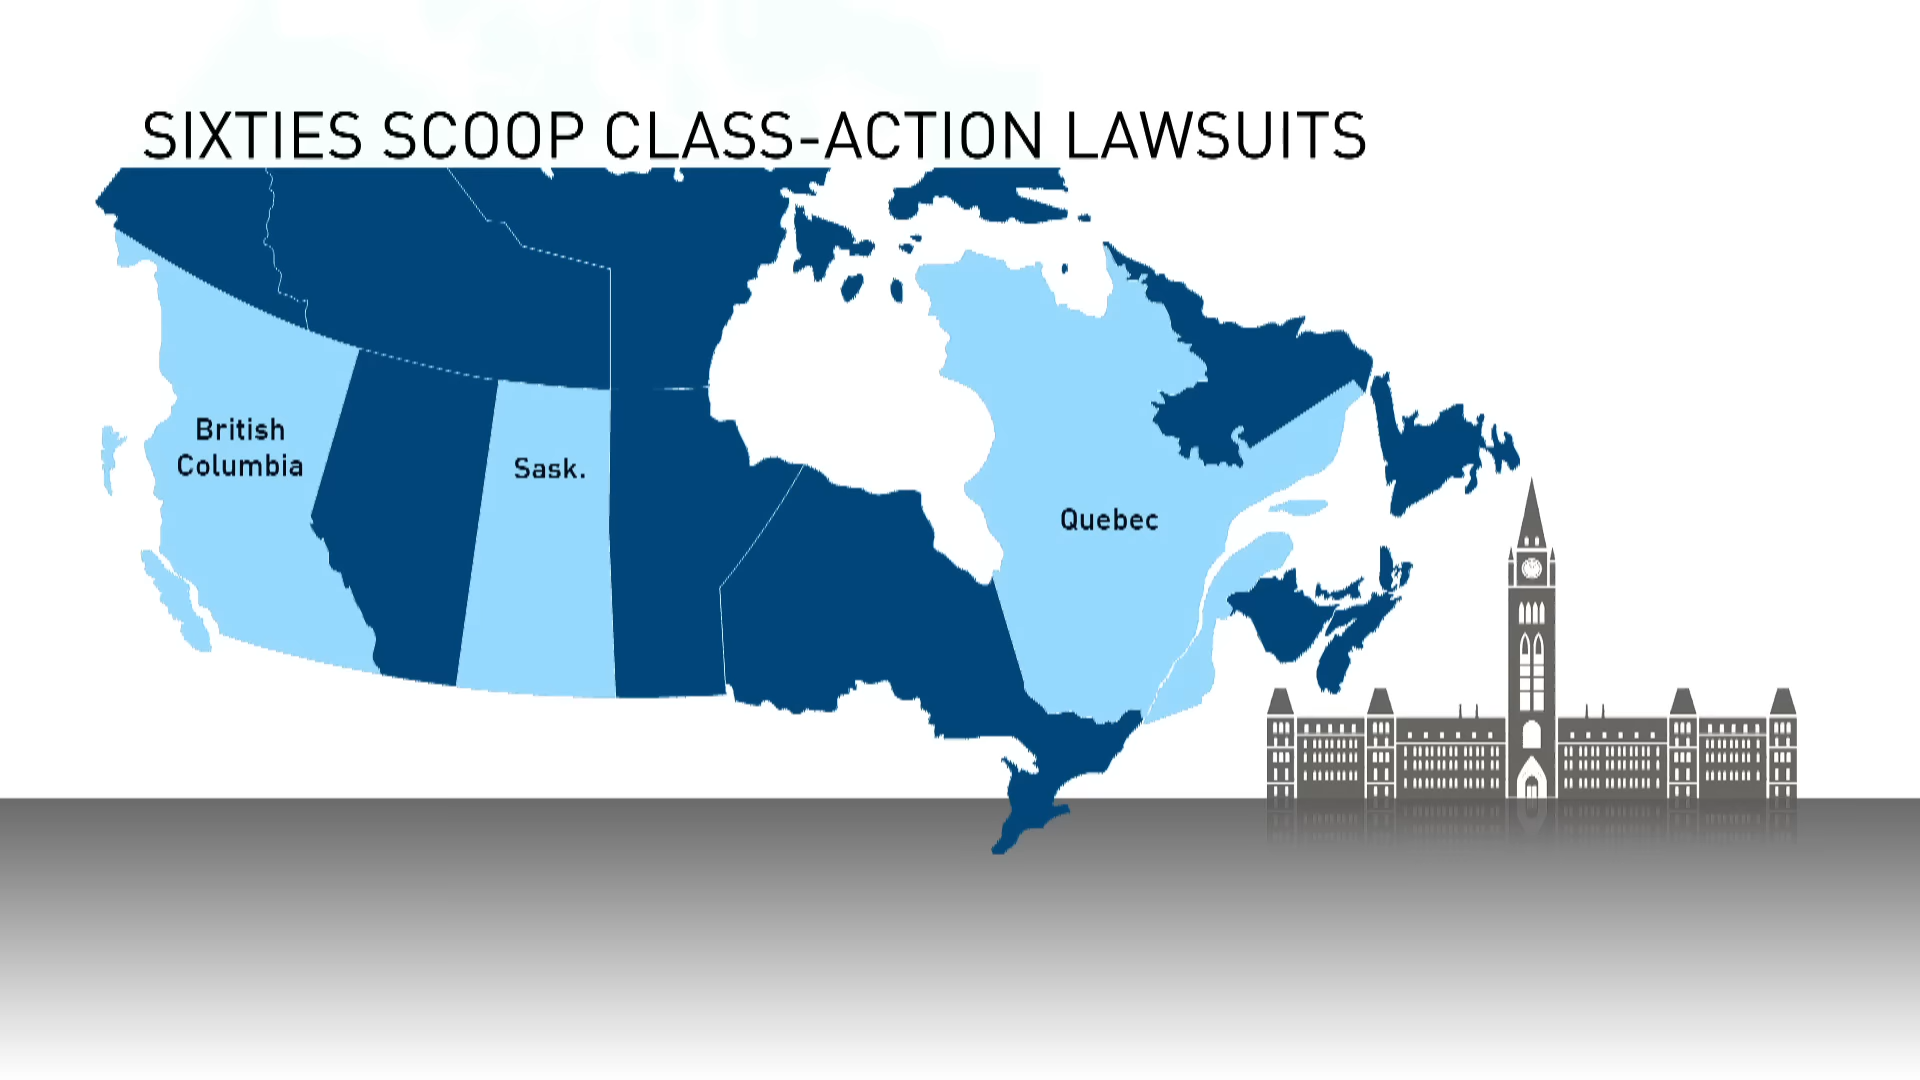 SIXTIES SCOOP CLASS-ACTION LAWSUITS
British
Columbia
Sask.
Quebec